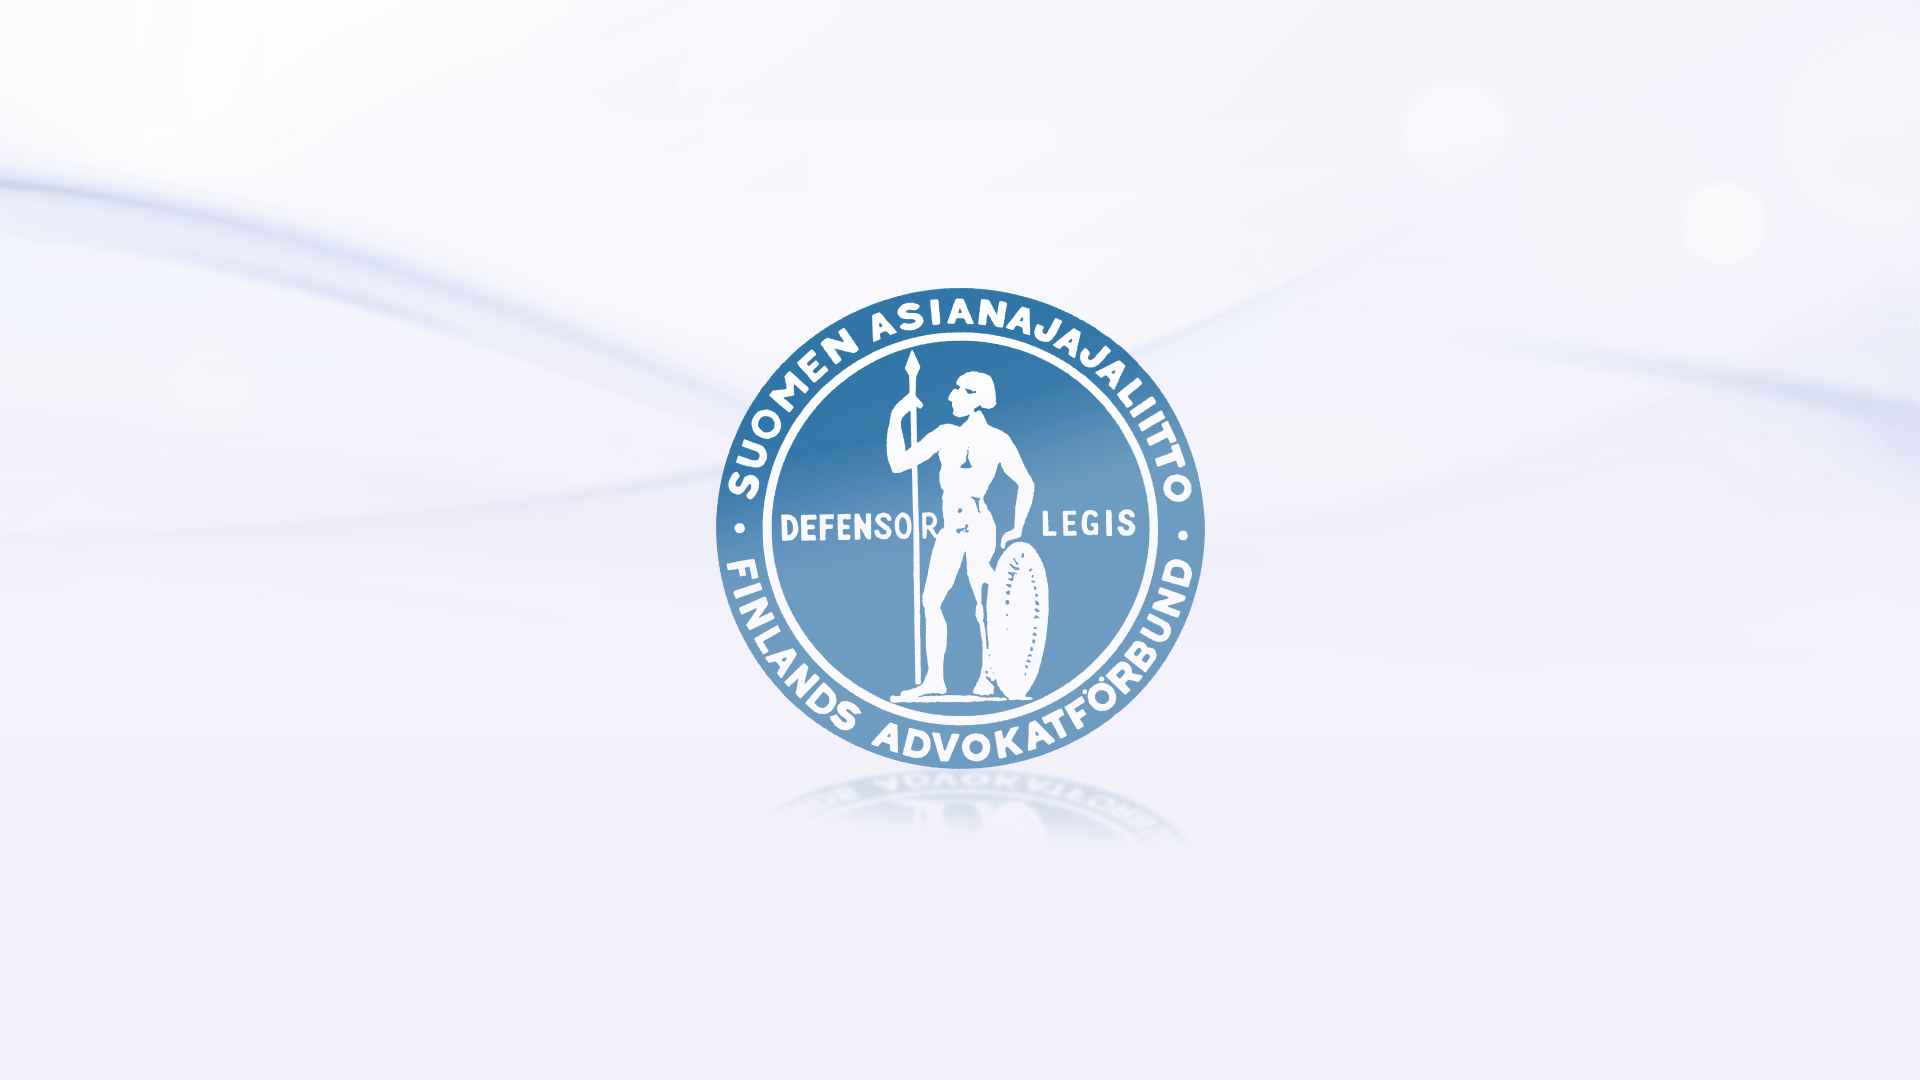 SUOMEN ASIANAJAJALIITTO
DEFENSOR LEGIS
FINLANDS ADVOKATFÖRBUND